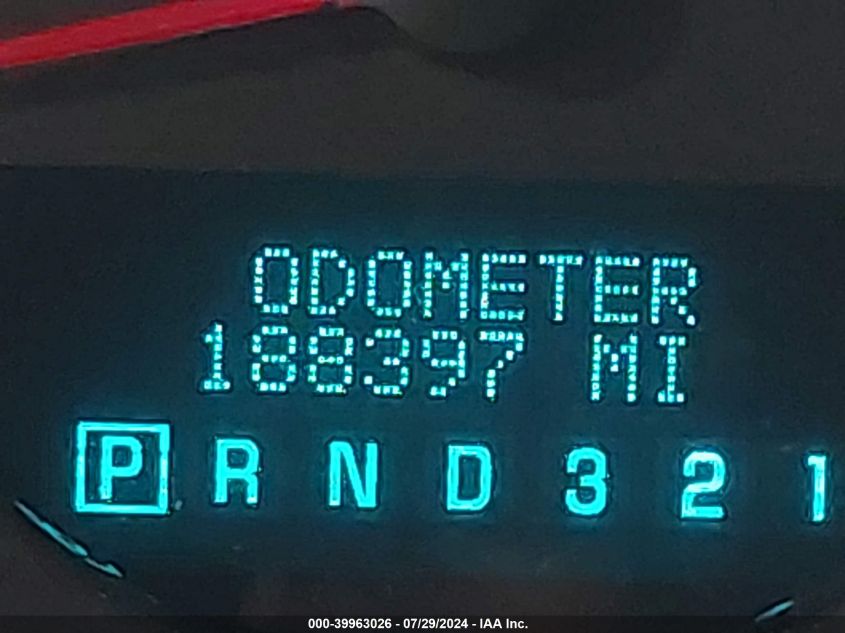 ODOMETER
188397 MI
P R N D 3 2 1
000-39963026 - 07/29/2024 - IAA Inc.